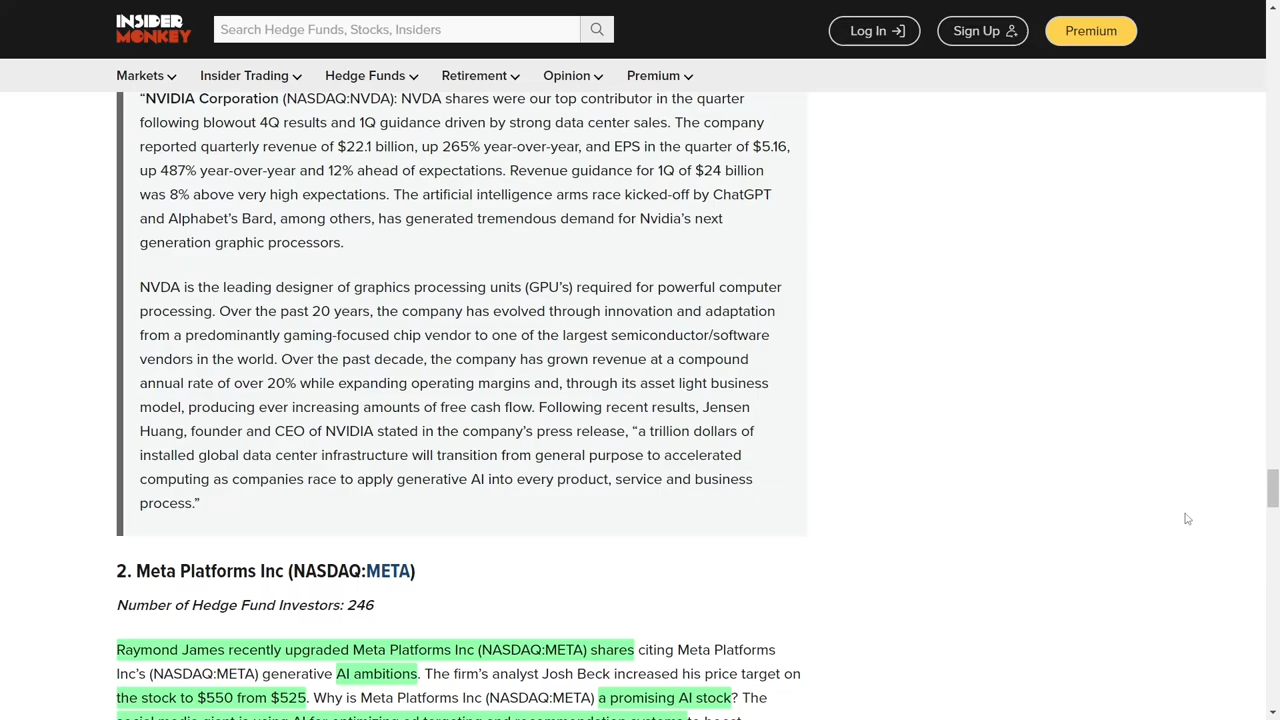 INSIDER
MONKEY
Search Hedge Funds, Stocks, Insiders
Log In
Sign Up
Premium
Markets
Insider Trading
Hedge Funds
Retirement
Opinion
Premium
“NVIDIA Corporation (NASDAQ:NVDA): NVDA shares were our top contributor in the quarter
following blowout 4Q results and 1Q guidance driven by strong data center sales. The company
reported quarterly revenue of $22.1 billion, up 265% year-over-year, and EPS in the quarter of $5.16,
up 487% year-over-year and 12% ahead of expectations. Revenue guidance for 1Q of $24 billion
was 8% above very high expectations. The artificial intelligence arms race kicked-off by ChatGPT
and Alphabet’s Bard, among others, has generated tremendous demand for Nvidia’s next
generation graphic processors.
NVDA is the leading designer of graphics processing units (GPU’s) required for powerful computer
processing. Over the past 20 years, the company has evolved through innovation and adaptation
from a predominantly gaming-focused chip vendor to one of the largest semiconductor/software
vendors in the world. Over the past decade, the company has grown revenue at a compound
annual rate of over 20% while expanding operating margins and, through its asset light business
model, producing ever increasing amounts of free cash flow. Following recent results, Jensen
Huang, founder and CEO of NVIDIA stated in the company’s press release, “a trillion dollars of
installed global data center infrastructure will transition from general purpose to accelerated
computing as companies race to apply generative AI into every product, service and business
process.”
2. Meta Platforms Inc (NASDAQ:META)
Number of Hedge Fund Investors: 246
Raymond James recently upgraded Meta Platforms Inc (NASDAQ:META) shares citing Meta Platforms
Inc’s (NASDAQ:META) generative AI ambitions. The firm’s analyst Josh Beck increased his price target on
the stock to $550 from $525. Why is Meta Platforms Inc (NASDAQ:META) a promising AI stock? The
social media giant is using AI for optimizing ad targeting and recommendation systems to boost